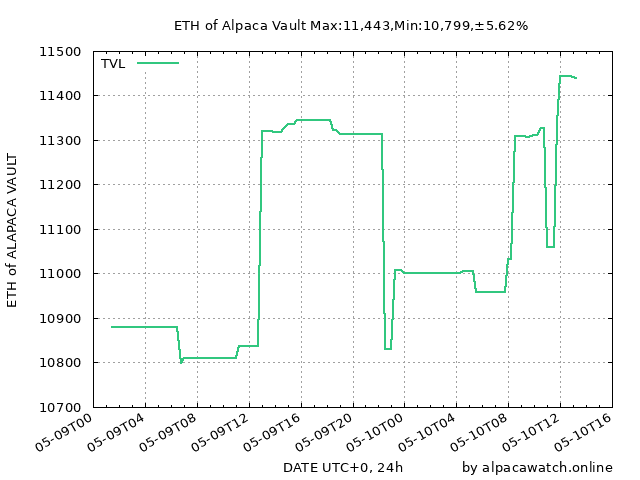 ETH of Alpaca Vault Max:11,443,Min:10,799,±5.62%
TVL
11500
11400
11300
11200
11100
11000
10900
10800
10700
ETH of ALAPACA VAULT
05-09T00
05-09T04
05-09T08
05-09T12
05-09T16
05-09T20
05-10T00
05-10T04
05-10T08
05-10T12
05-10T16
DATE UTC+0, 24h
by alpacawatch.online